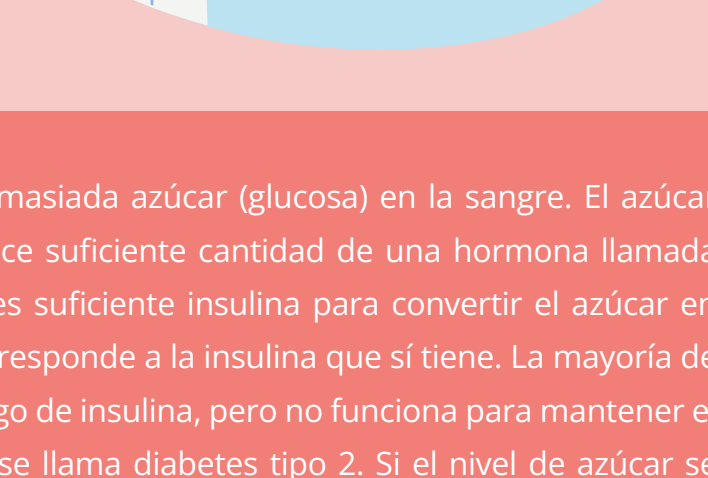 masiada azúcar (glucosa) en la sangre. El azúcar
ce suficiente cantidad de una hormona llamada
es suficiente insulina para convertir el azúcar en
responde a la insulina que sí tiene. La mayoría de
go de insulina, pero no funciona para mantener e
se llama diabetes tipo 2. Si el nivel de azúcar se